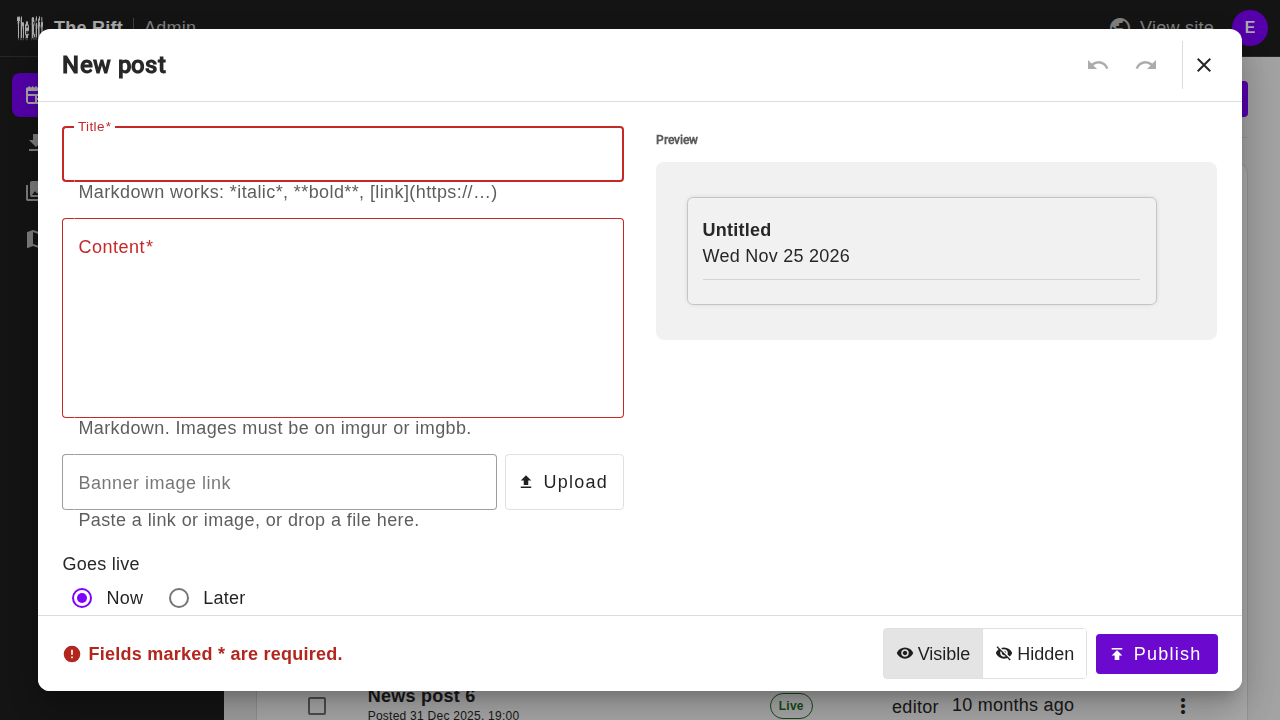 The Rift
The Rift
Admin
View site
E
New post
Title*
Markdown works: *italic*, **bold**, [link](https://…)
Content*
Markdown. Images must be on imgur or imgbb.
Banner image link
Upload
Paste a link or image, or drop a file here.
Goes live
Now
Later
Preview
Untitled
Wed Nov 25 2026
Fields marked * are required.
Visible
Hidden
Publish
News post 6
Posted 31 Dec 2025, 19:00
Live
editor
10 months ago